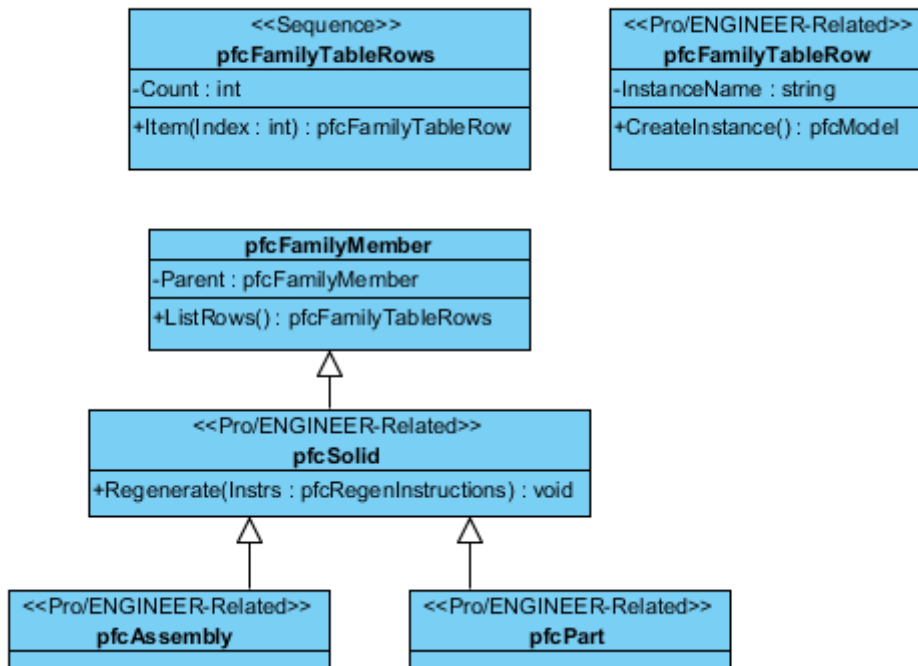 <<Sequence>>
pfcFamilyTableRows
-Count : int
+Item(Index : int) : pfcFamilyTableRow
<<Pro/ENGINEER-Related>>
pfcFamilyTableRow
-InstanceName : string
+CreateInstance() : pfcModel
pfcFamilyMember
-Parent : pfcFamilyMember
+ListRows() : pfcFamilyTableRows
<<Pro/ENGINEER-Related>>
pfcSolid
+Regenerate(Instrs : pfcRegenInstructions) : void
<<Pro/ENGINEER-Related>>
pfcAssembly
<<Pro/ENGINEER-Related>>
pfcPart